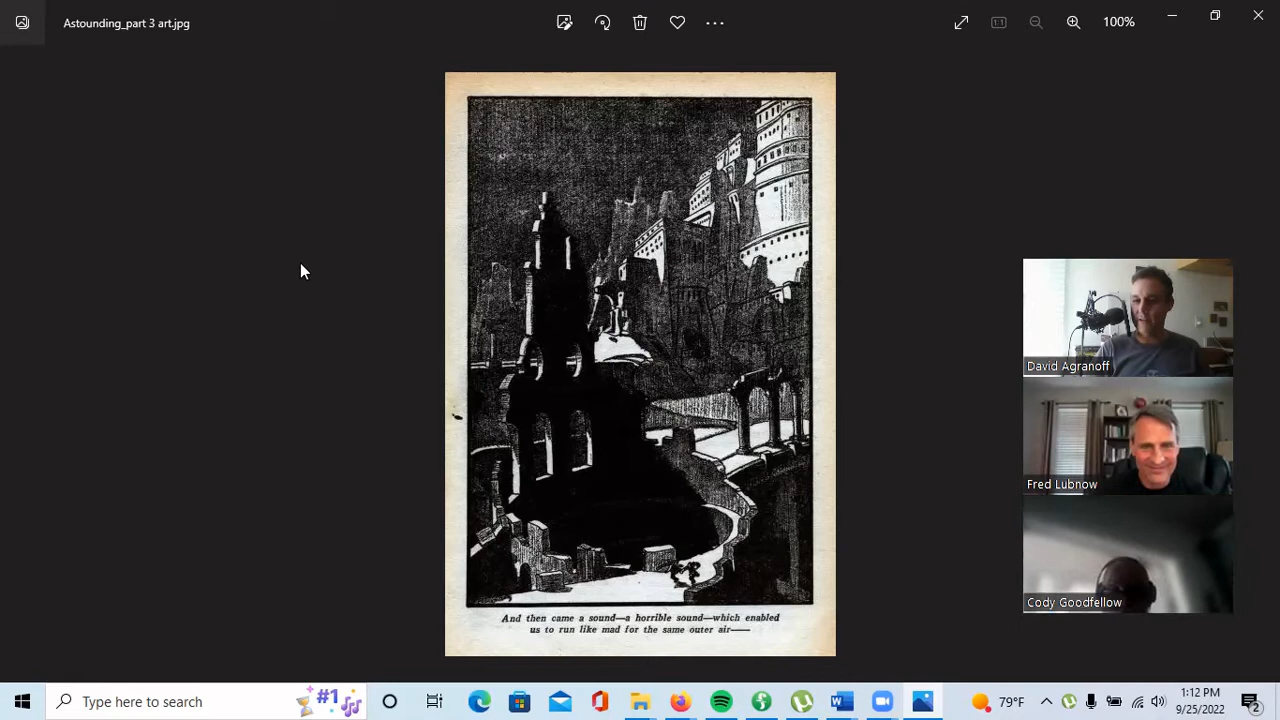 Astounding_part 3 art.jpg
100%
And then came a sound—a horrible sound—which enabled
us to run like mad for the same outer air——
David Agranoff
Fred Lubnow
Cody Goodfellow
Type here to search
#1
79°F
1:12 PM
9/25/2022
2